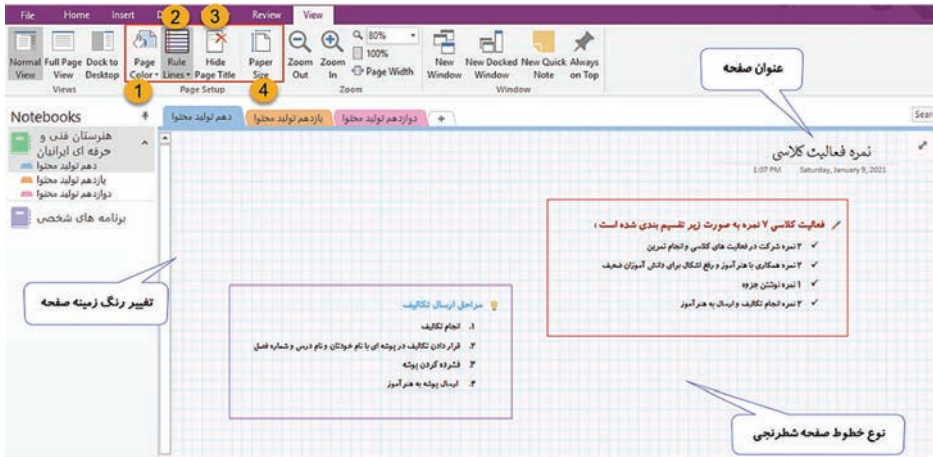 File Home Insert D Review View
2 3
Normal View Full Page View Dock to Desktop Page Color Rule Lines Hide Page Title Paper Size Zoom Out Zoom In 80% 100% Page Width New Window New Docked Window New Quick Note Always on Top
1 4
Views Page Setup Zoom Window
عنوان صفحه
Notebooks
دهم تولید محتوا یازدهم تولید محتوا دوازدهم تولید محتوا +
Sear
هنرستان فنی و
حرفه ای ایرانیان
دهم تولید محتوا
یازدهم تولید محتوا
دوازدهم تولید محتوا
برنامه های شخصی
نمره فعالیت کلاسی
1:07 PM Saturday, January 9, 2021
فعالیت کلاسی ۷ نمره به صورت زیر تقسیم بندی شده است :
۲ نمره شرکت در فعالیت های کلاسی و انجام تمرین
۲ نمره همکاری با هنر آموز و رفع اشکال برای دانش آموزان ضعیف
۱ نمره نوشتن جزوه
۲ نمره انجام تکالیف و ارسال به هنر آموز
تغییر رنگ زمینه صفحه
مراحل ارسال تکالیف
۱. انجام تکالیف
۲. قرار دادن تکالیف در پوشه ای با نام خودتان و نام درس و شماره فصل
۳. فشرده کردن پوشه
۴. ارسال پوشه به هنر آموز
نوع خطوط صفحه شطرنجی